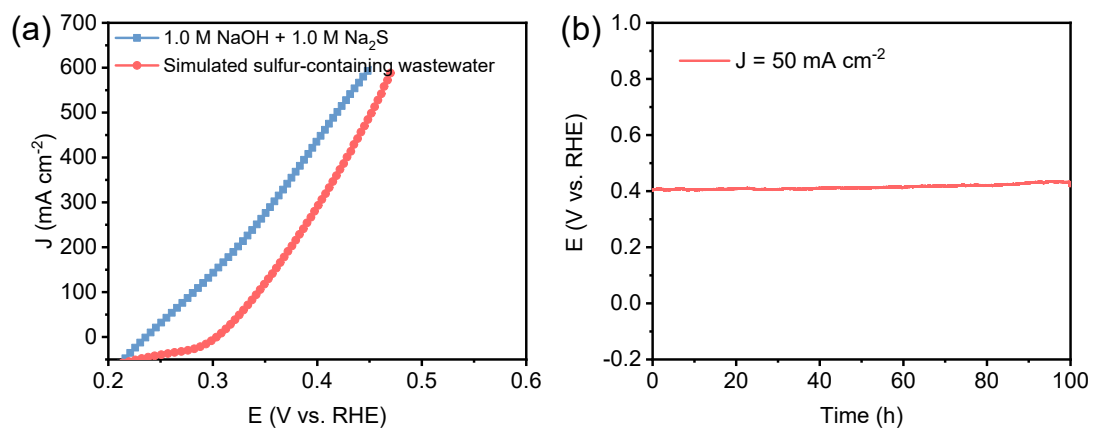 (a)
700
600
500
400
300
200
100
0
J (mA cm⁻²)
1.0 M NaOH + 1.0 M Na₂S
Simulated sulfur-containing wastewater
0.2
0.3
0.4
0.5
0.6
E (V vs. RHE)
(b)
1.0
0.8
0.6
0.4
0.2
0.0
-0.2
E (V vs. RHE)
J = 50 mA cm⁻²
0
20
40
60
80
100
Time (h)